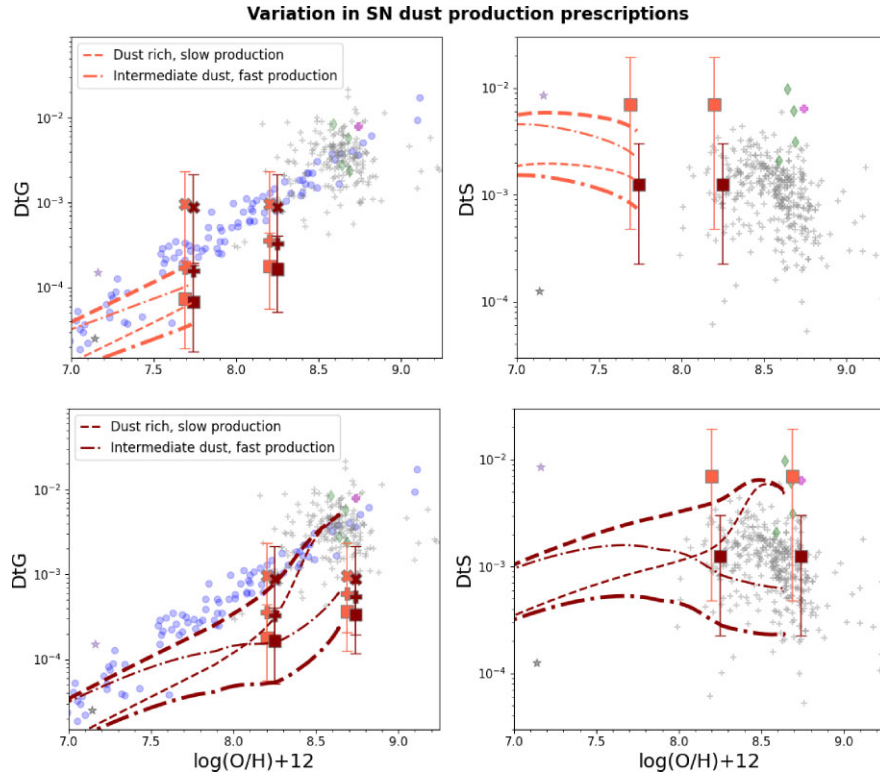 Variation in SN dust production prescriptions
Dust rich, slow production
Intermediate dust, fast production
DtG
10⁻²
10⁻³
10⁻⁴
7.0 7.5 8.0 8.5 9.0
DtS
10⁻²
10⁻³
10⁻⁴
7.0 7.5 8.0 8.5 9.0
Dust rich, slow production
Intermediate dust, fast production
DtG
10⁻²
10⁻³
10⁻⁴
7.0 7.5 8.0 8.5 9.0
log(O/H)+12
DtS
10⁻²
10⁻³
10⁻⁴
7.0 7.5 8.0 8.5 9.0
log(O/H)+12